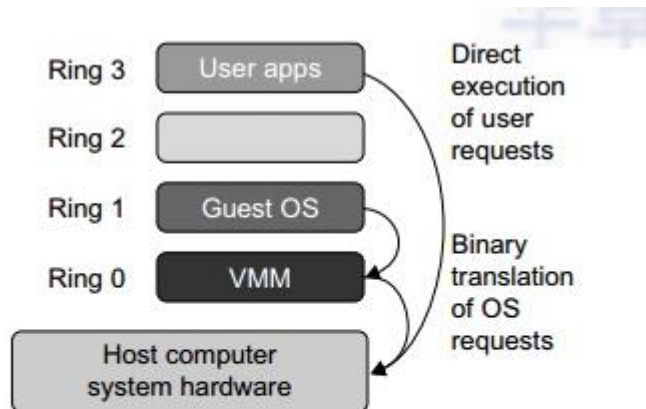 Ring 3
User apps
Direct
execution
of user
requests
Ring 2
Ring 1
Guest OS
Ring 0
VMM
Binary
translation
of OS
requests
Host computer
system hardware